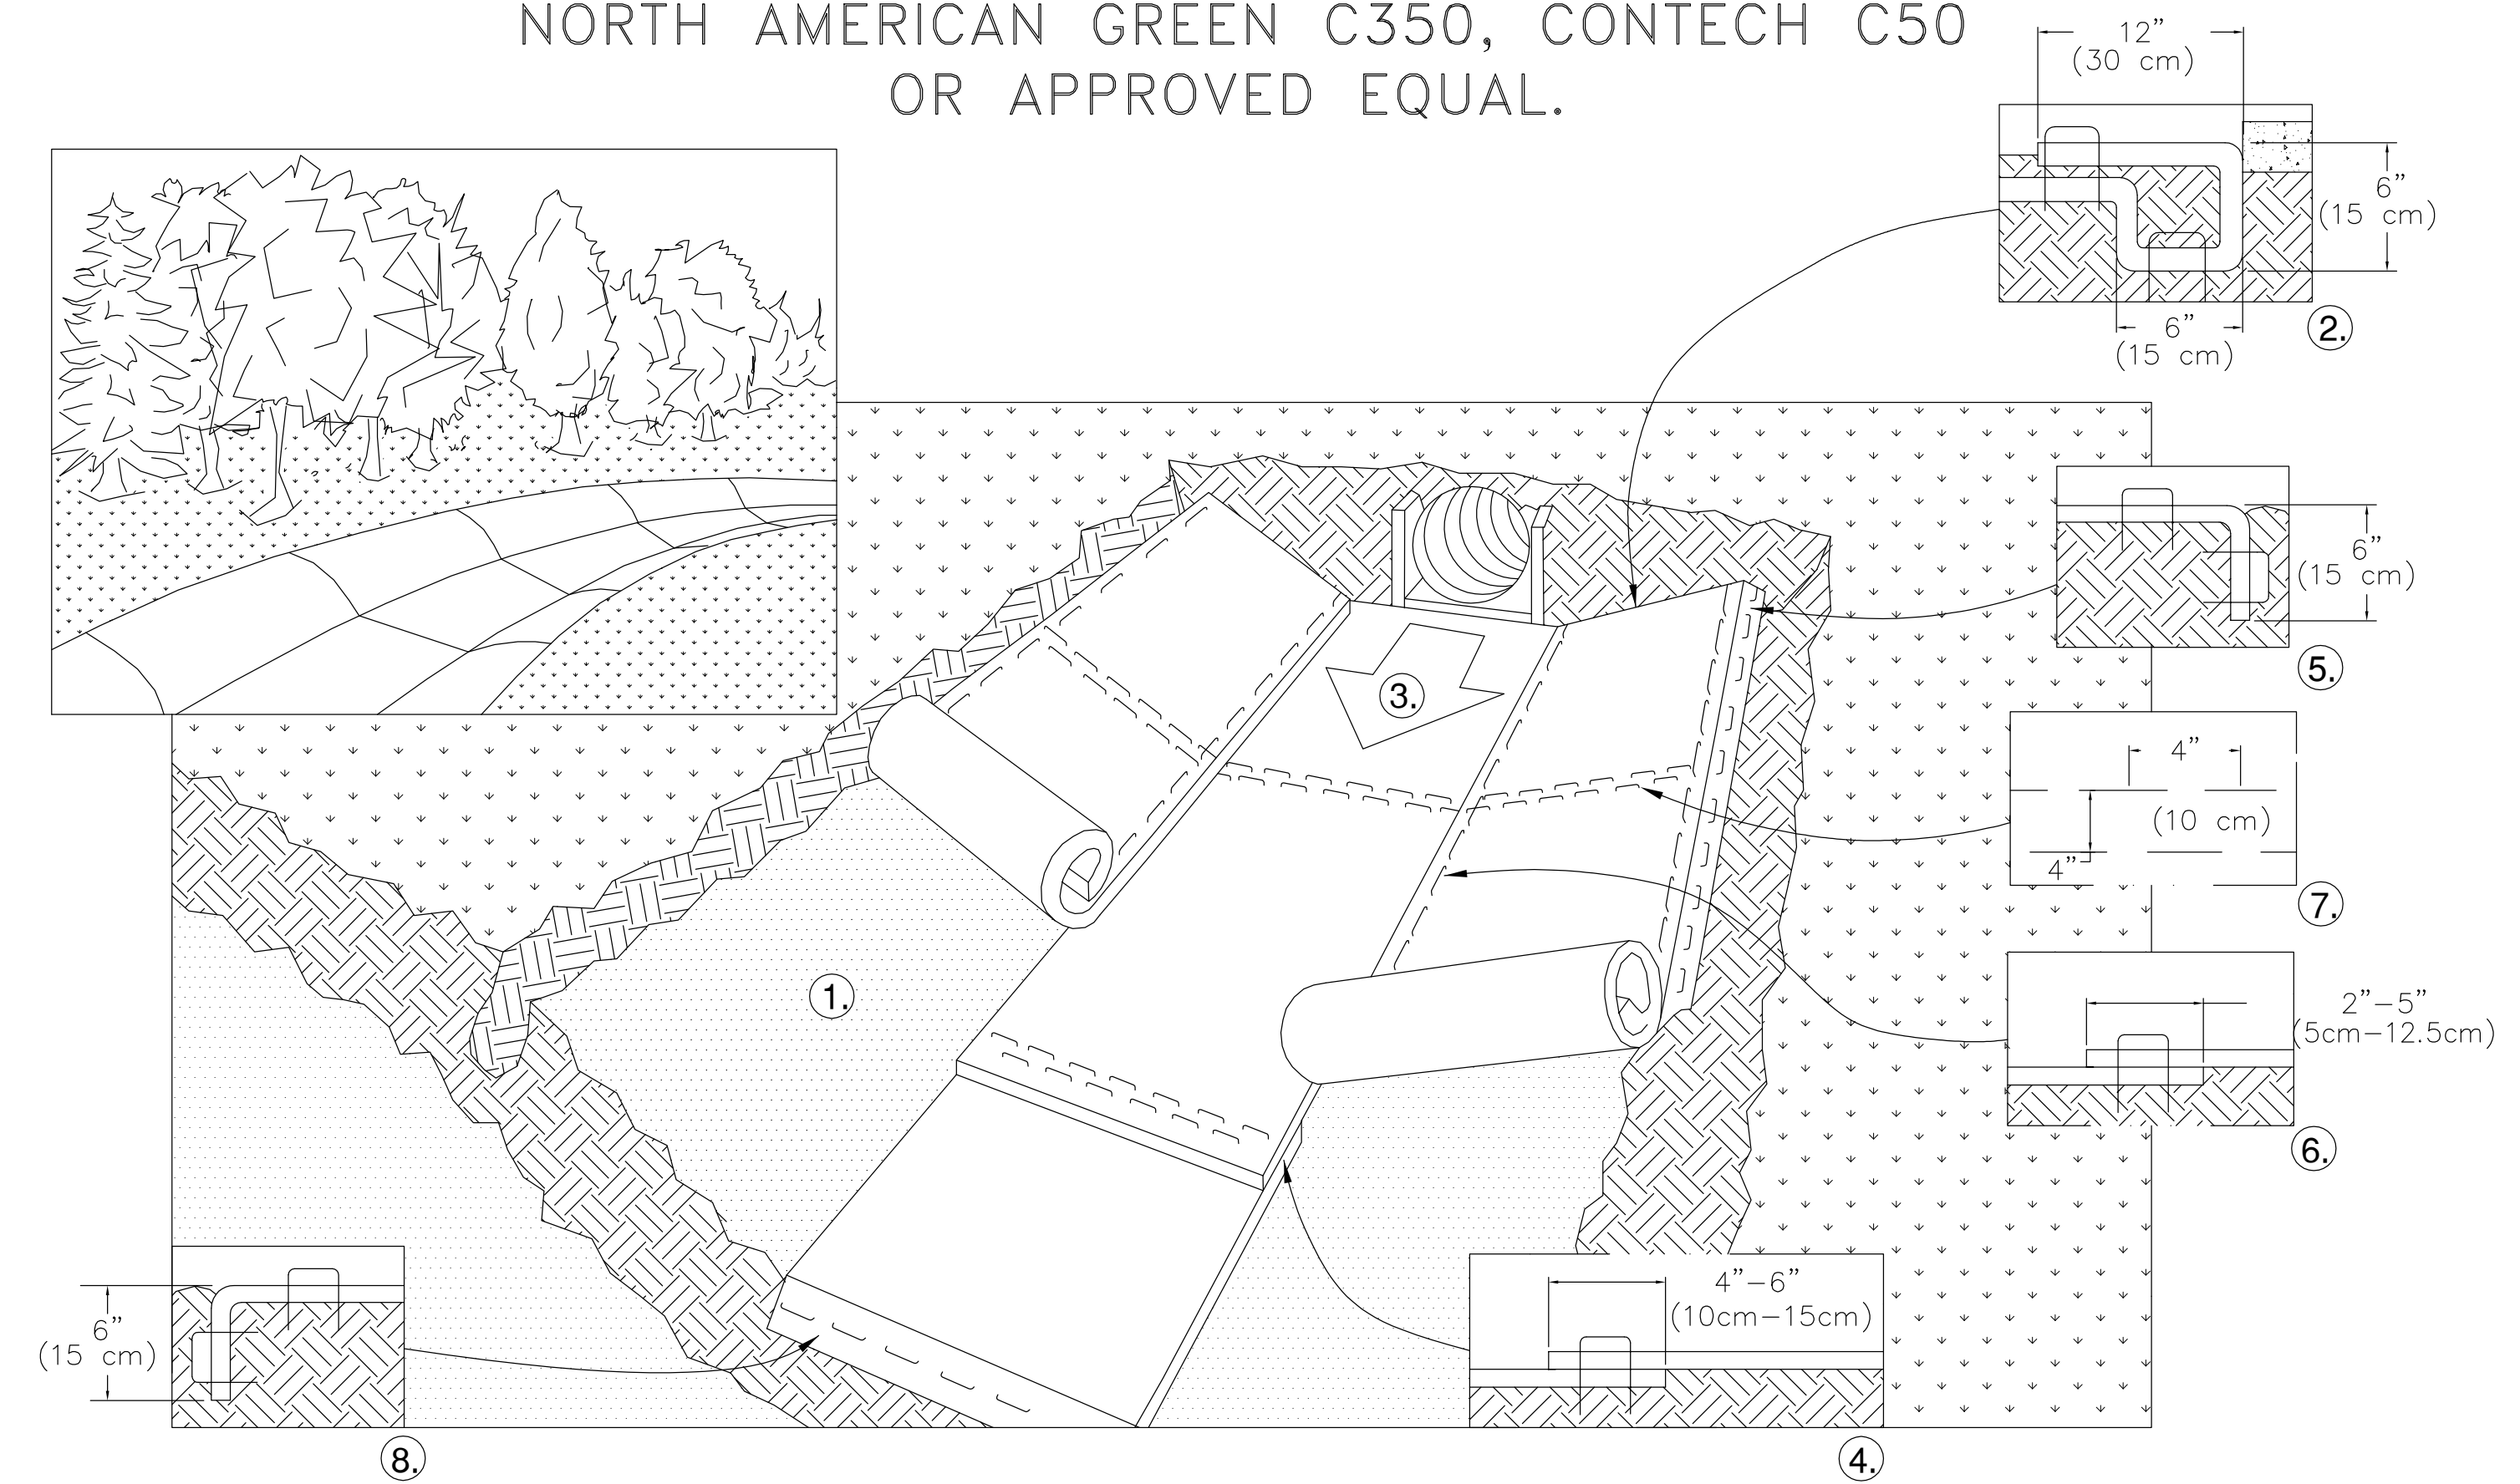 NORTH AMERICAN GREEN C350, CONTECH C50
OR APPROVED EQUAL.
12"
(30 cm)
6"
(15 cm)
6"
(15 cm)
2.
6"
(15 cm)
5.
3.
4"
(10 cm)
4"
7.
1.
2"-5"
(5cm-12.5cm)
6.
4"-6"
(10cm-15cm)
4.
6"
(15 cm)
8.